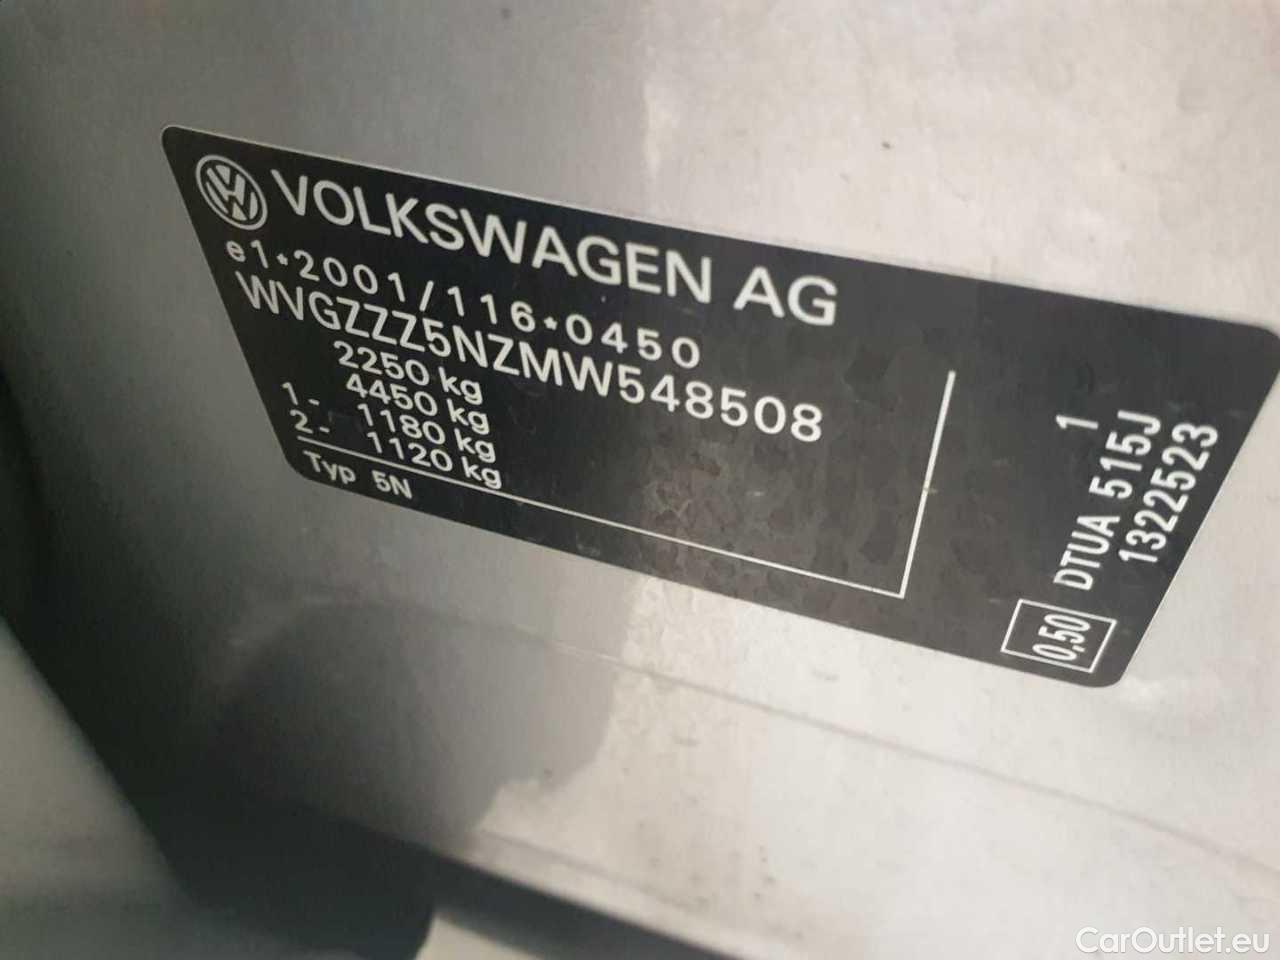 VOLKSWAGEN AG
e1*2001/116*0450
WVGZZZ5NZMW548508
2250 kg
4450 kg
1- 1180 kg
2- 1120 kg
Typ 5N
1
DTUA 515J
1322523
0,50
CarOutlet.eu